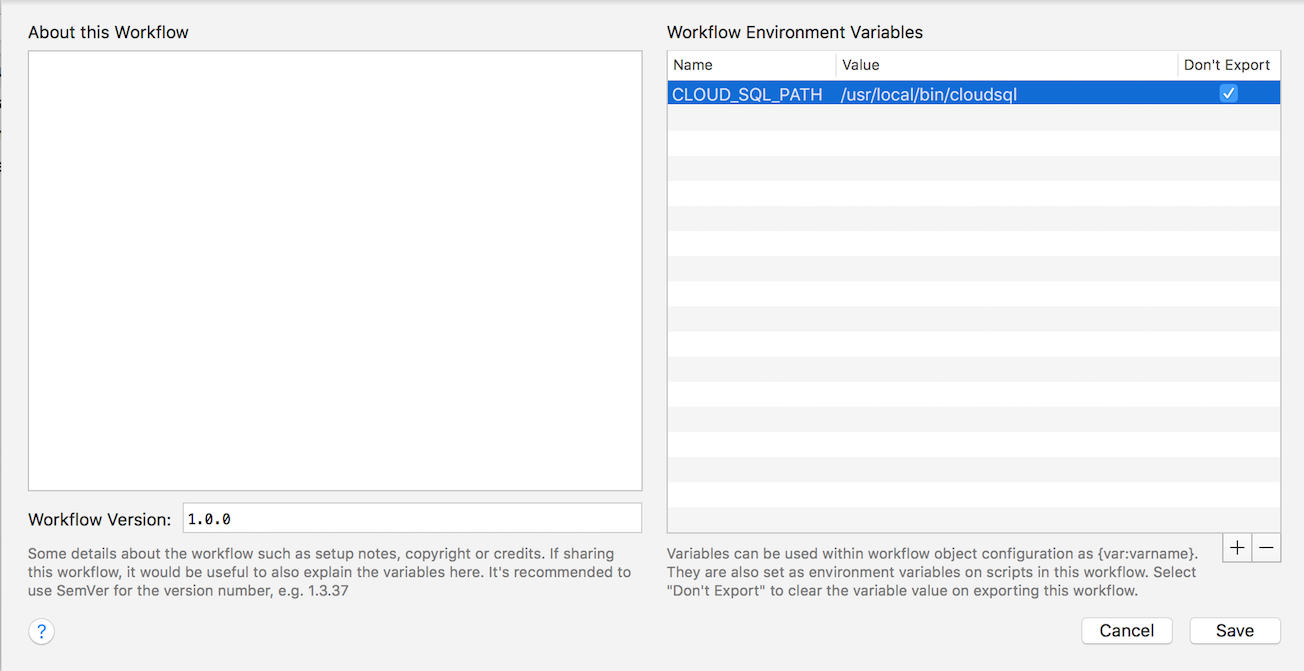 About this Workflow
Workflow Version: 1.0.0
Some details about the workflow such as setup notes, copyright or credits. If sharing
this workflow, it would be useful to also explain the variables here. It's recommended to
use SemVer for the version number, e.g. 1.3.37
?
Workflow Environment Variables
Name Value Don't Export
CLOUD_SQL_PATH /usr/local/bin/cloudsql
+ −
Variables can be used within workflow object configuration as {var:varname}.
They are also set as environment variables on scripts in this workflow. Select
"Don't Export" to clear the variable value on exporting this workflow.
Cancel Save